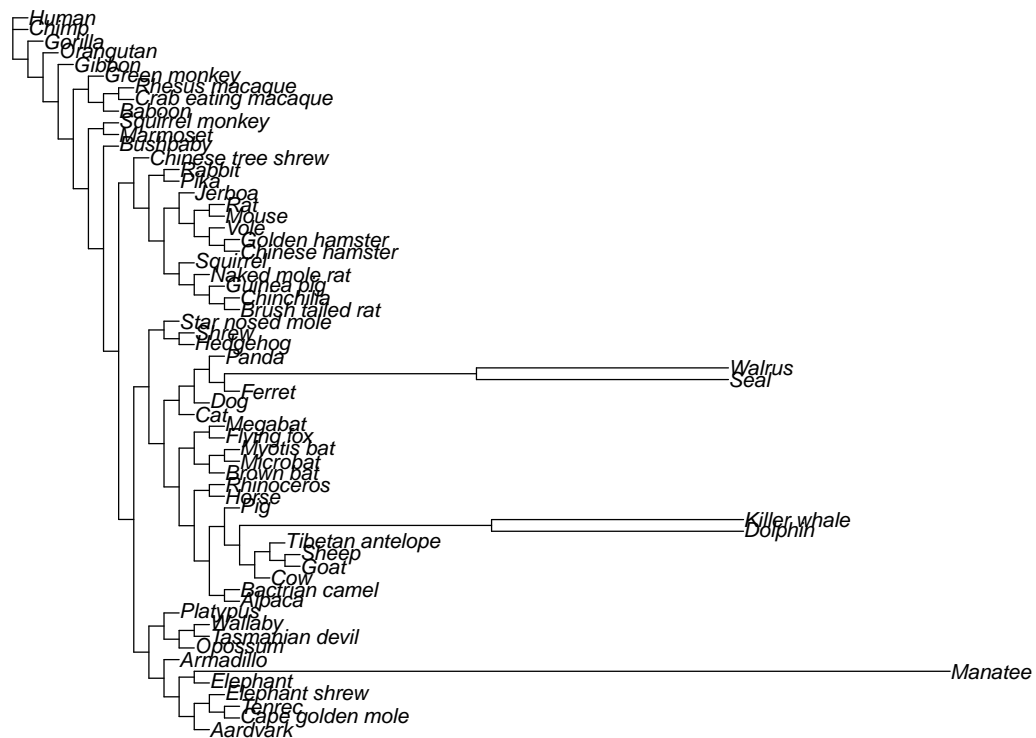 Human
Chimp
Gorilla
Orangutan
Gibbon
Green monkey
Rhesus macaque
Crab eating macaque
Baboon
Squirrel monkey
Marmoset
Bushbaby
Chinese tree shrew
Rabbit
Pika
Jerboa
Rat
Mouse
Vole
Golden hamster
Chinese hamster
Squirrel
Naked mole rat
Guinea pig
Chinchilla
Brush tailed rat
Star nosed mole
Shrew
Hedgehog
Panda
Walrus
Seal
Ferret
Dog
Cat
Megabat
Flying fox
Myotis bat
Microbat
Brown bat
Rhinoceros
Horse
Pig
Killer whale
Dolphin
Tibetan antelope
Sheep
Goat
Cow
Bactrian camel
Alpaca
Platypus
Wallaby
Tasmanian devil
Opossum
Armadillo
Manatee
Elephant
Elephant shrew
Tenrec
Cape golden mole
Aardvark